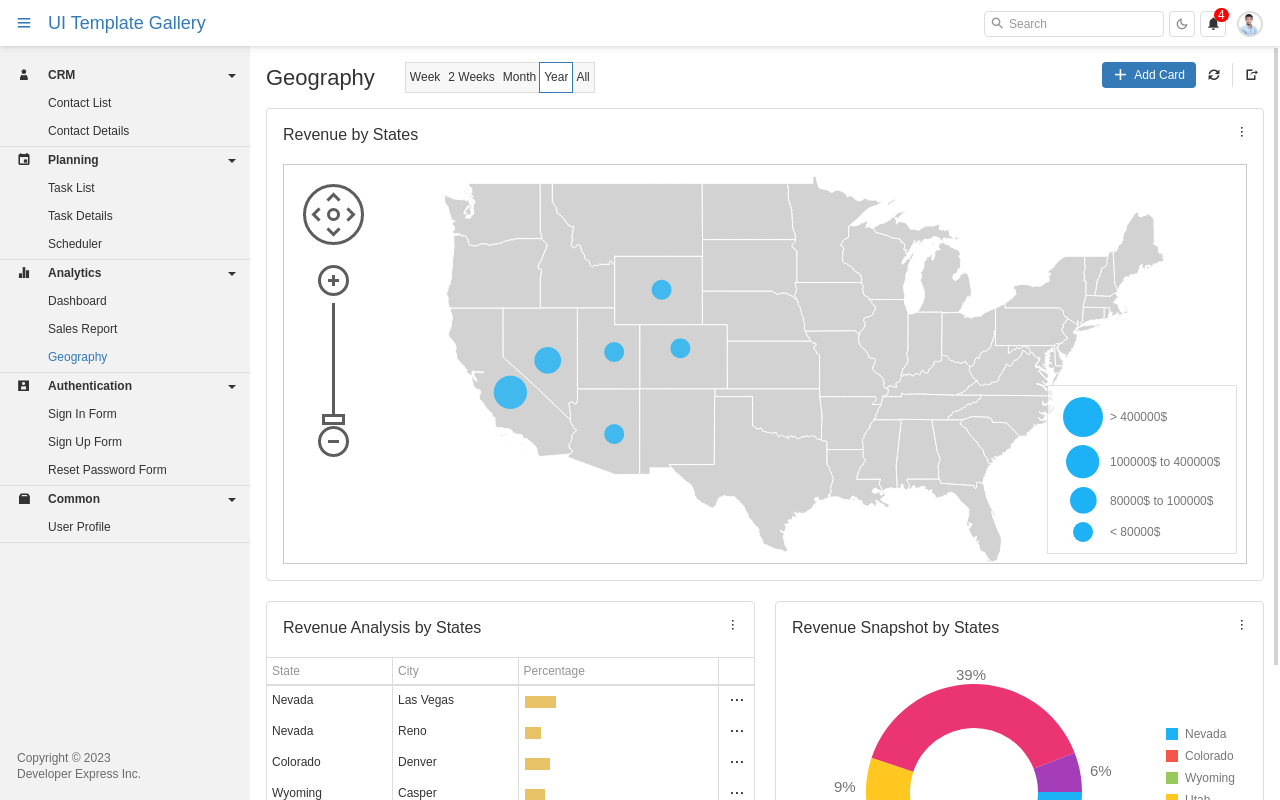 UI Template Gallery
Search
4
CRM
Contact List
Contact Details
Planning
Task List
Task Details
Scheduler
Analytics
Dashboard
Sales Report
Geography
Authentication
Sign In Form
Sign Up Form
Reset Password Form
Common
User Profile
Copyright © 2023
Developer Express Inc.
Geography
Week 2 Weeks Month Year All
Add Card
Revenue by States
> 400000$
100000$ to 400000$
80000$ to 100000$
< 80000$
Revenue Analysis by States
State City Percentage
Nevada Las Vegas
Nevada Reno
Colorado Denver
Wyoming Casper
Revenue Snapshot by States
39%
6%
9%
Nevada
Colorado
Wyoming
Utah